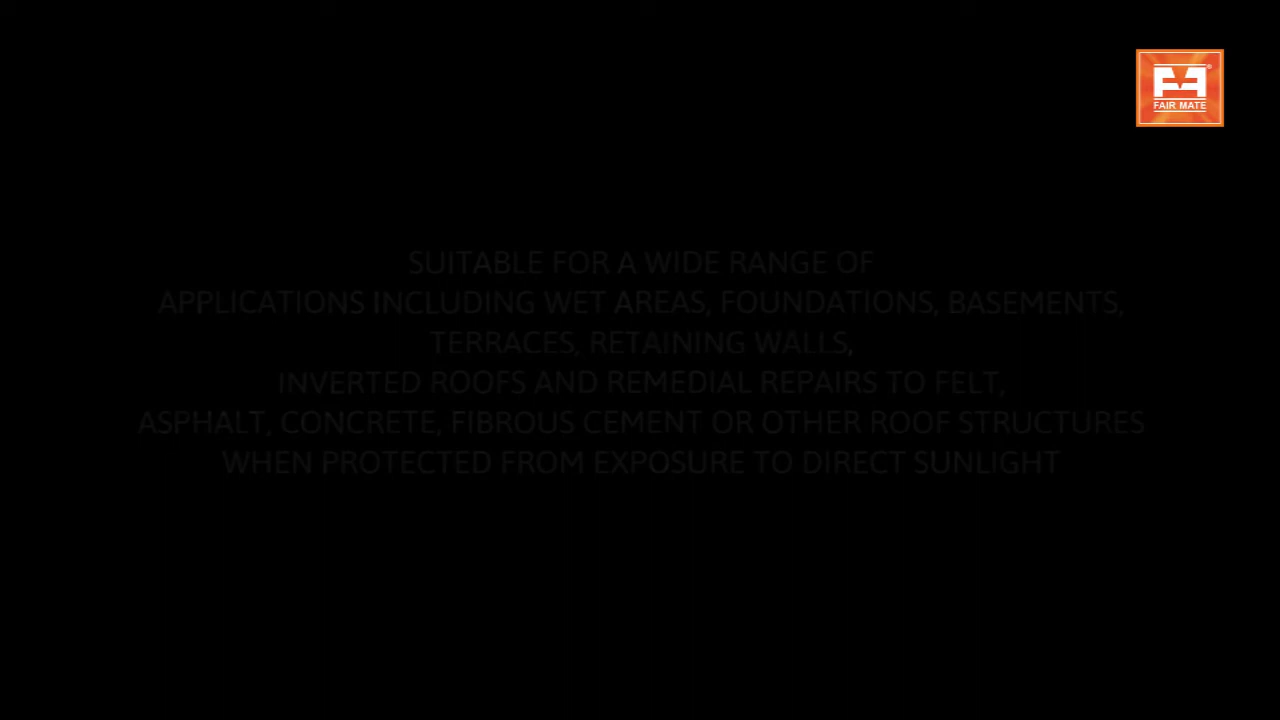 FAIR MATE
SUITABLE FOR A WIDE RANGE OF
APPLICATIONS INCLUDING WET AREAS, FOUNDATIONS, BASEMENTS,
TERRACES, RETAINING WALLS,
INVERTED ROOFS AND REMEDIAL REPAIRS TO FELT,
ASPHALT, CONCRETE, FIBROUS CEMENT OR OTHER ROOF STRUCTURES
WHEN PROTECTED FROM EXPOSURE TO DIRECT SUNLIGHT